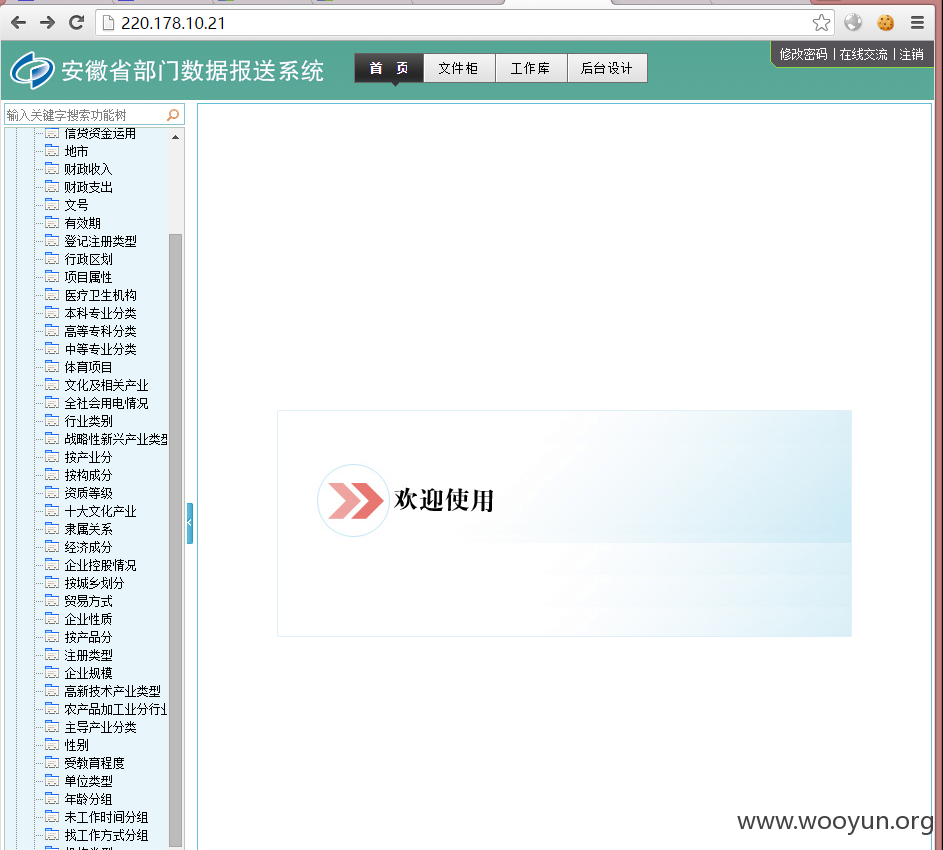 220.178.10.21
安徽省部门数据报送系统
首 页
文件柜
工作库
后台设计
修改密码 | 在线交流 | 注销
输入关键字搜索功能树
信贷资金运用
地市
财政收入
财政支出
文号
有效期
登记注册类型
行政区划
项目属性
医疗卫生机构
本科专业分类
高等专科分类
中等专业分类
体育项目
文化及相关产业
全社会用电情况
行业类别
战略性新兴产业类型
按产业分
按构成分
资质等级
十大文化产业
隶属关系
经济成分
企业控股情况
按城乡划分
贸易方式
企业性质
按产品分
注册类型
企业规模
高新技术产业类型
农产品加工业分行业
主导产业分类
性别
受教育程度
单位类型
年龄分组
未工作时间分组
找工作方式分组
欢迎使用
www.wooyun.org